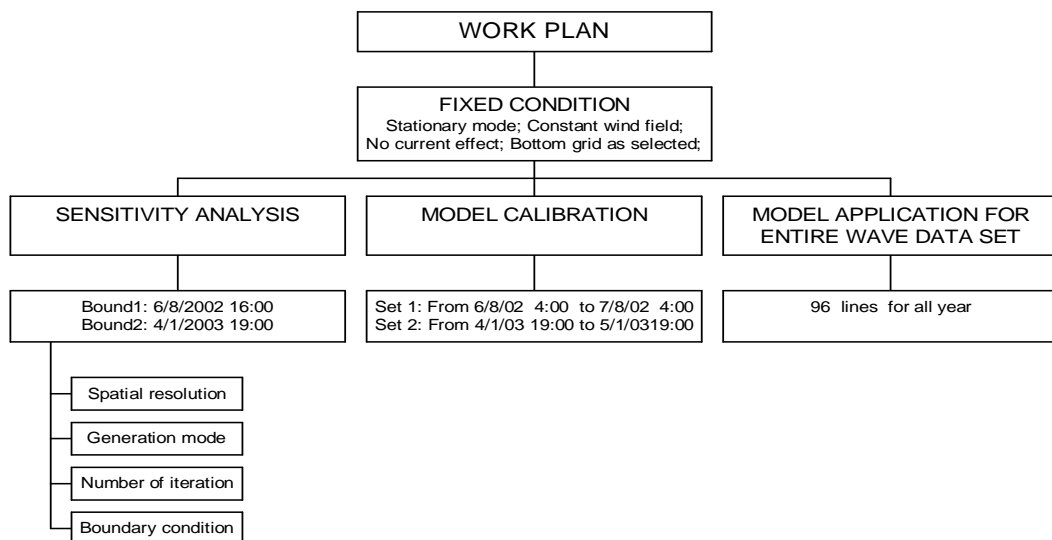 WORK PLAN
FIXED CONDITION
Stationary mode; Constant wind field;
No current effect; Bottom grid as selected;
SENSITIVITY ANALYSIS
MODEL CALIBRATION
MODEL APPLICATION FOR
ENTIRE WAVE DATA SET
Bound1: 6/8/2002 16:00
Bound2: 4/1/2003 19:00
Set 1: From 6/8/02 4:00 to 7/8/02 4:00
Set 2: From 4/1/03 19:00 to 5/1/0319:00
96 lines for all year
Spatial resolution
Generation mode
Number of iteration
Boundary condition